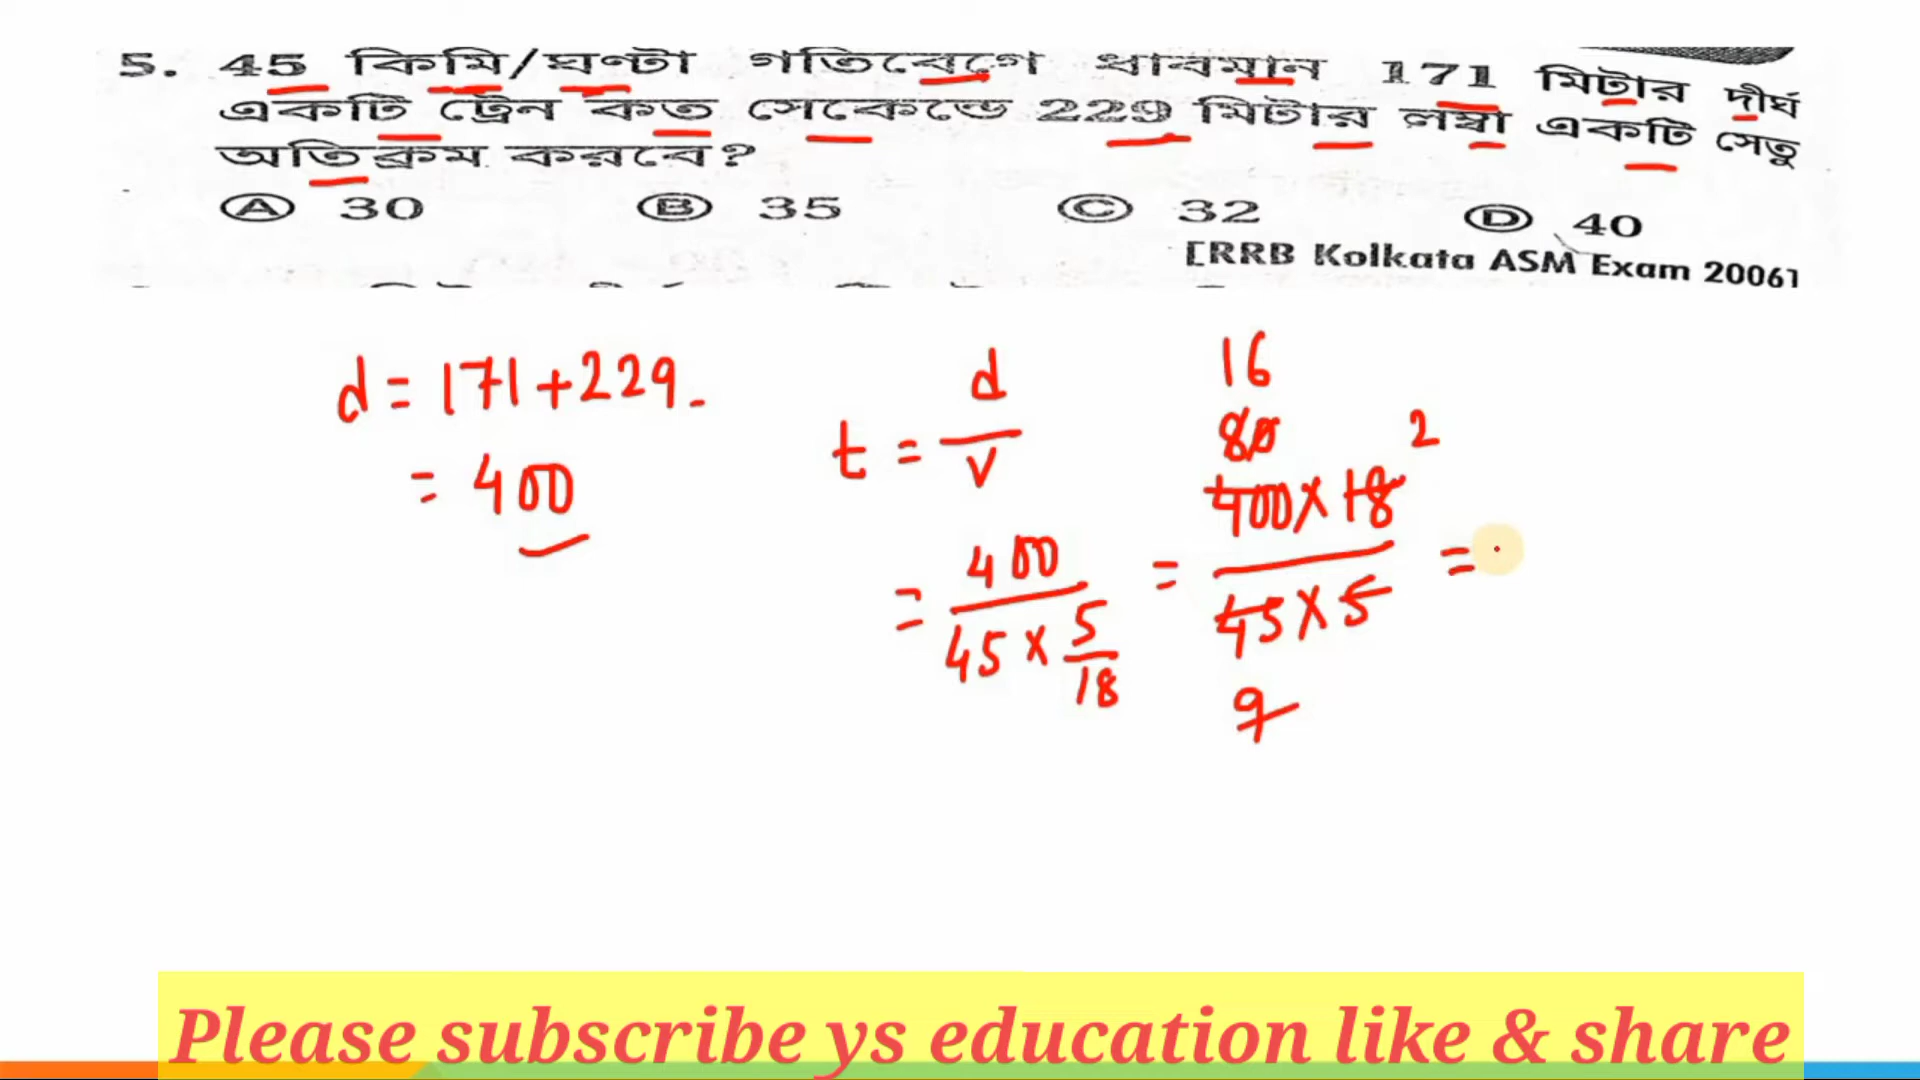 5. 45 কিমি/ঘণ্টা গতিবেগে ধাবমান 171 মিটার দীর্ঘ
একটি ট্রেন কত সেকেন্ডে 229 মিটার লম্বা একটি সেতু
অতিক্রম করবে?
Ⓐ 30 Ⓑ 35 Ⓒ 32 Ⓓ 40
[RRB Kolkata ASM Exam 2006]
d = 171+229
= 400
t = d/v
= 400/(45 × 5/18)
16
80 2
= 400 × 18 / 45 × 5 =
9
Please subscribe ys education like & share